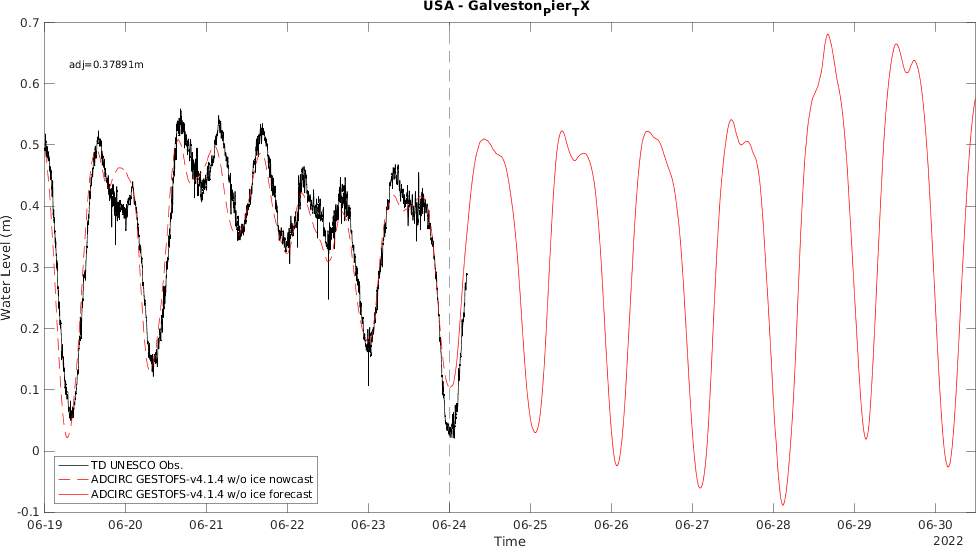 USA - Galveston_Pier_TX
0.7
0.6
0.5
0.4
0.3
0.2
0.1
0
-0.1
Water Level (m)
adj=0.37891m
TD UNESCO Obs.
ADCIRC GESTOFS-v4.1.4 w/o ice nowcast
ADCIRC GESTOFS-v4.1.4 w/o ice forecast
06-19 06-20 06-21 06-22 06-23 06-24 06-25 06-26 06-27 06-28 06-29 06-30
Time
2022